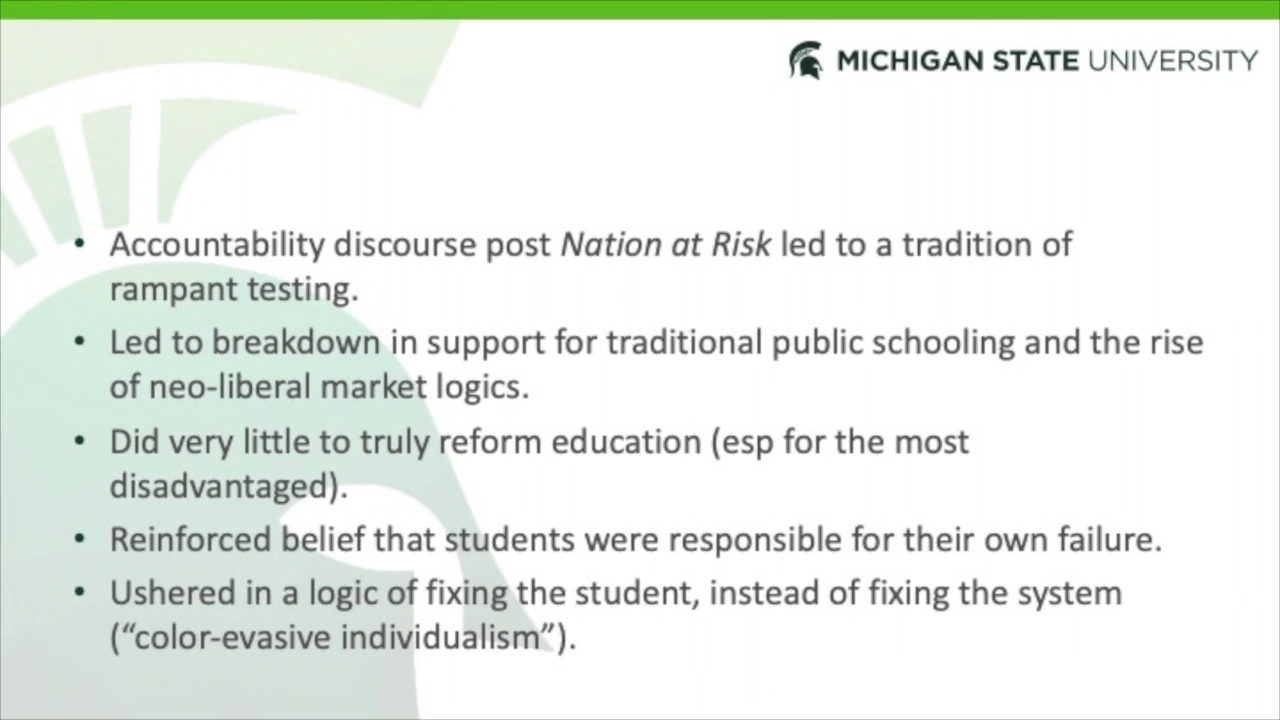 MICHIGAN STATE UNIVERSITY
• Accountability discourse post Nation at Risk led to a tradition of
rampant testing.
• Led to breakdown in support for traditional public schooling and the rise
of neo-liberal market logics.
• Did very little to truly reform education (esp for the most
disadvantaged).
• Reinforced belief that students were responsible for their own failure.
• Ushered in a logic of fixing the student, instead of fixing the system
(“color-evasive individualism”).